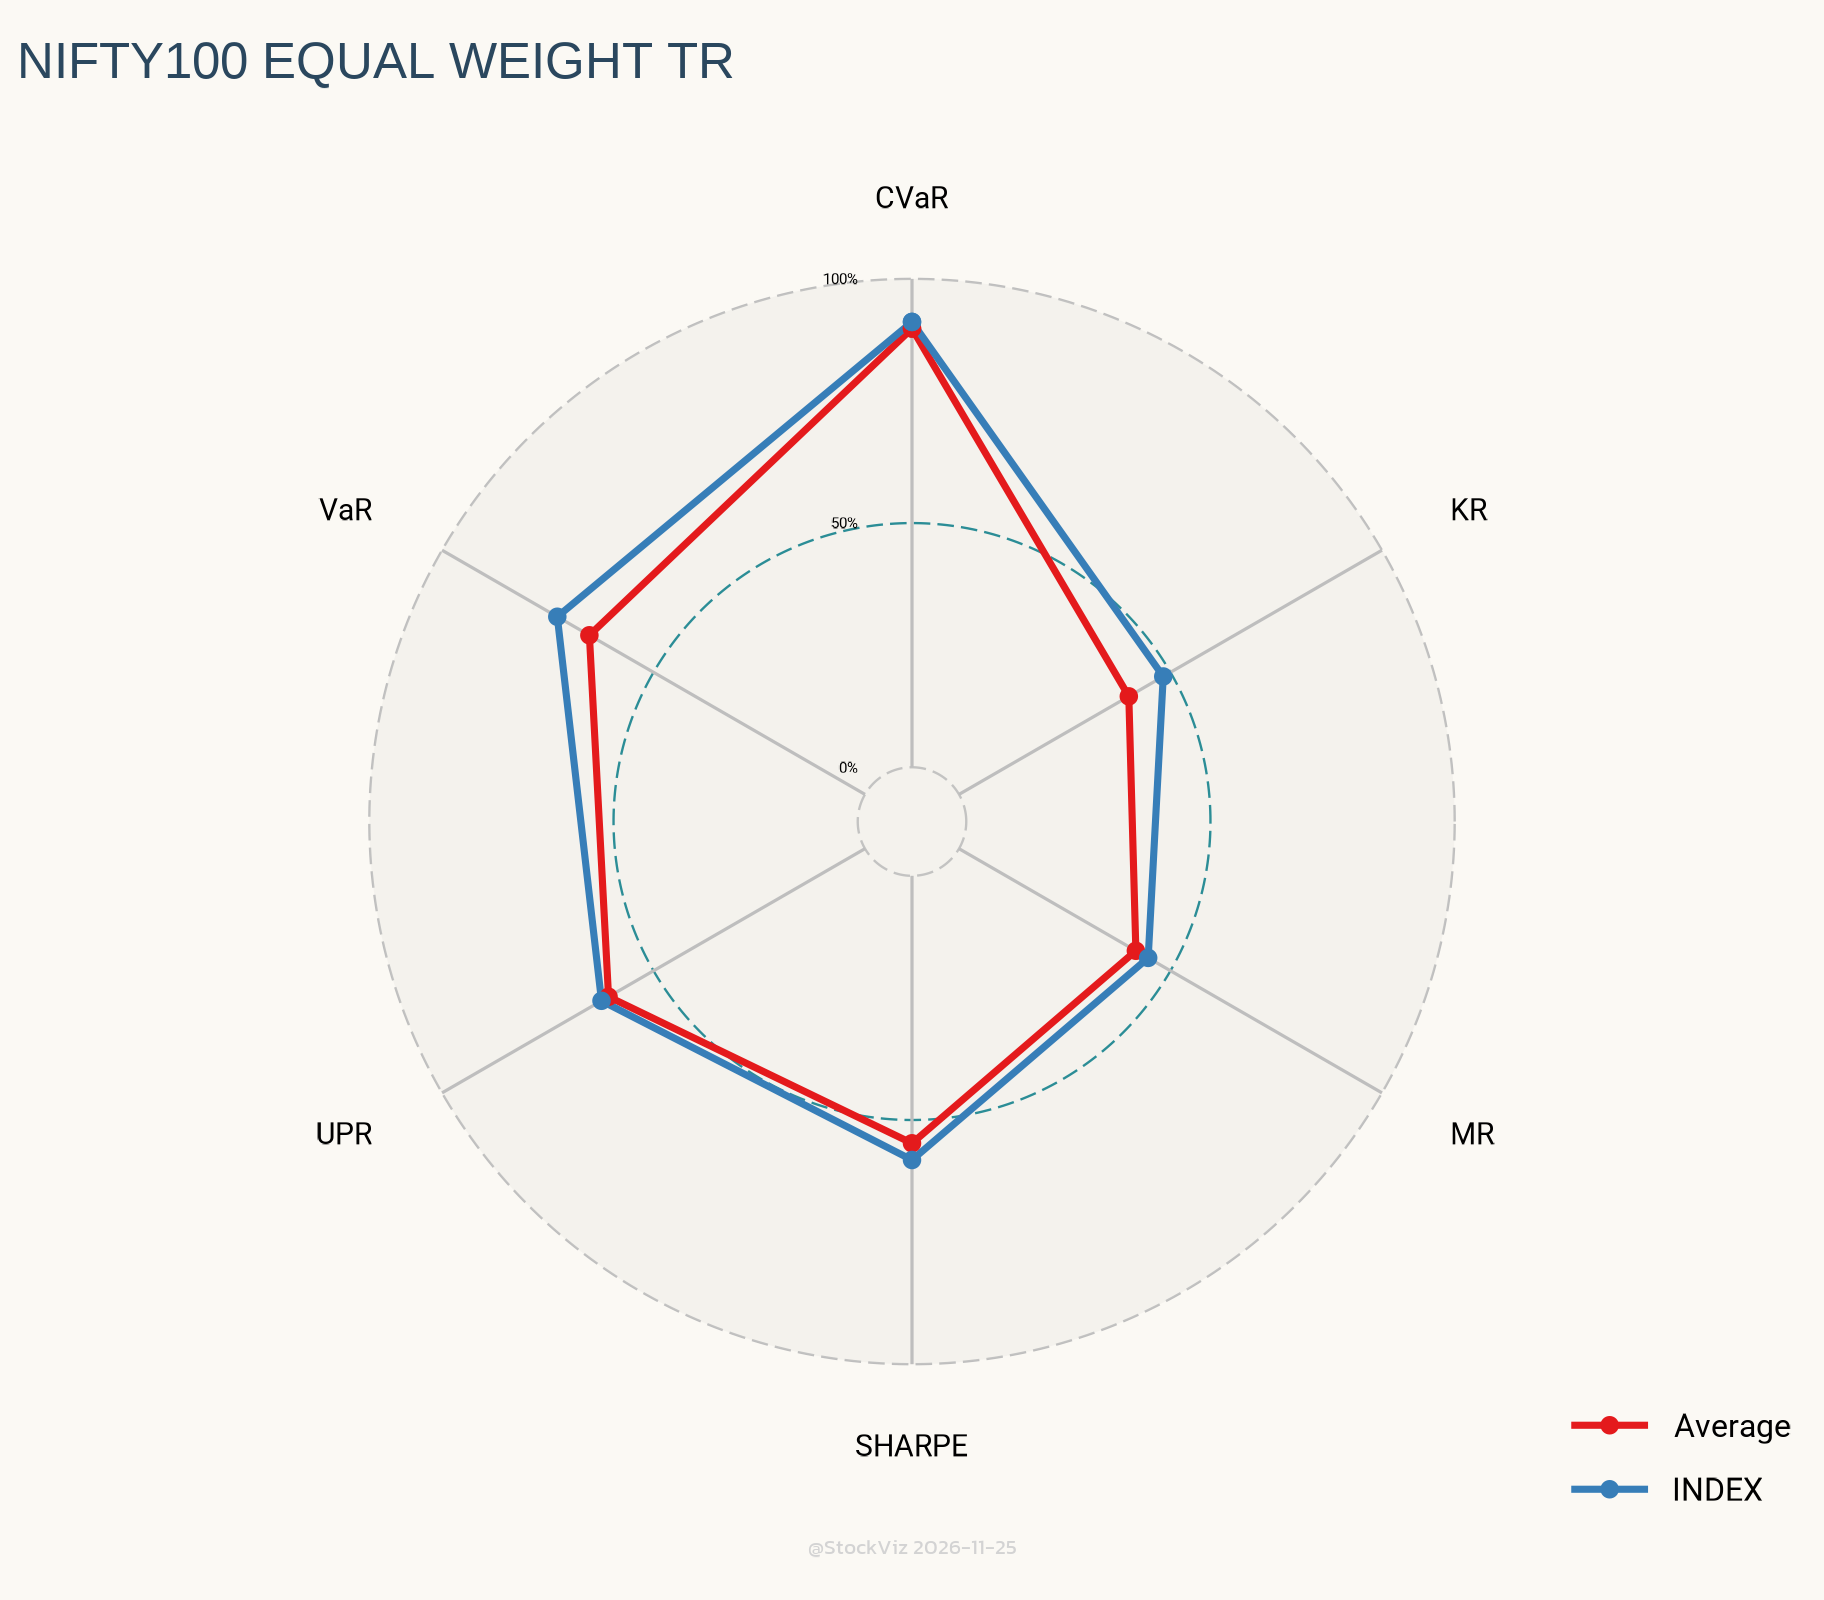 NIFTY100 EQUAL WEIGHT TR
CVaR
100%
VaR
KR
50%
0%
UPR
MR
SHARPE
Average
INDEX
@StockViz 2026-11-25